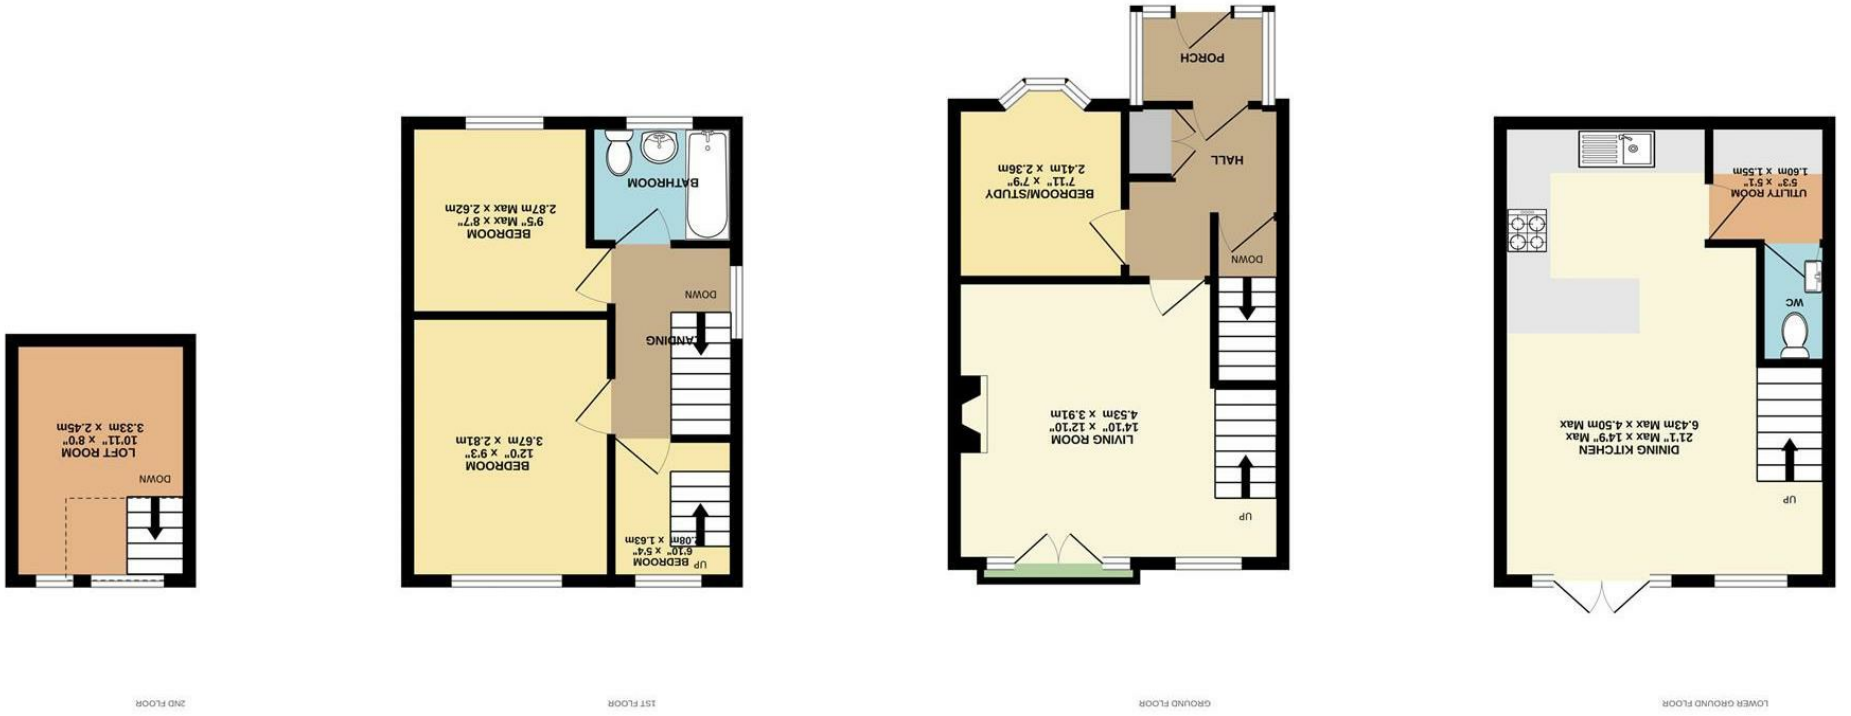 LOWER GROUND FLOOR
UP
DINING KITCHEN
21'1" Max x 14'9" Max
6.43m Max x 4.50m Max
WC
UTILITY ROOM
5'3" x 5'1"
1.60m x 1.55m
GROUND FLOOR
UP
LIVING ROOM
14'10" x 12'10"
4.53m x 3.91m
DOWN
BEDROOM/STUDY
7'11" x 7'9"
2.41m x 2.36m
HALL
PORCH
1ST FLOOR
UP
BEDROOM
6'10" x 5'4"
2.08m x 1.63m
BEDROOM
12'0" x 9'3"
3.67m x 2.81m
LANDING
DOWN
BEDROOM
9'5" Max x 8'7"
2.87m Max x 2.62m
BATHROOM
2ND FLOOR
DOWN
LOFT ROOM
10'11" x 8'0"
3.33m x 2.45m